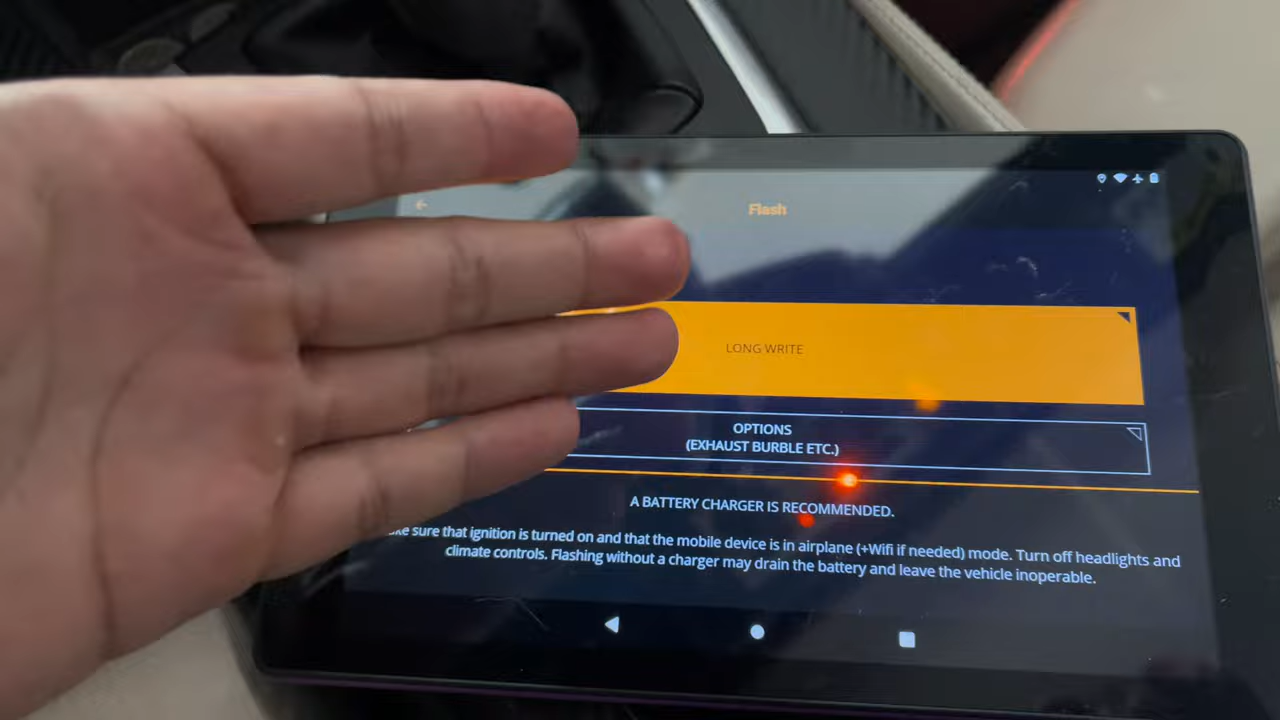 Flash
LONG WRITE
OPTIONS
(EXHAUST BURBLE ETC.)
A BATTERY CHARGER IS RECOMMENDED.
sure that ignition is turned on and that the mobile device is in airplane (+Wifi if needed) mode. Turn off headlights and
climate controls. Flashing without a charger may drain the battery and leave the vehicle inoperable.